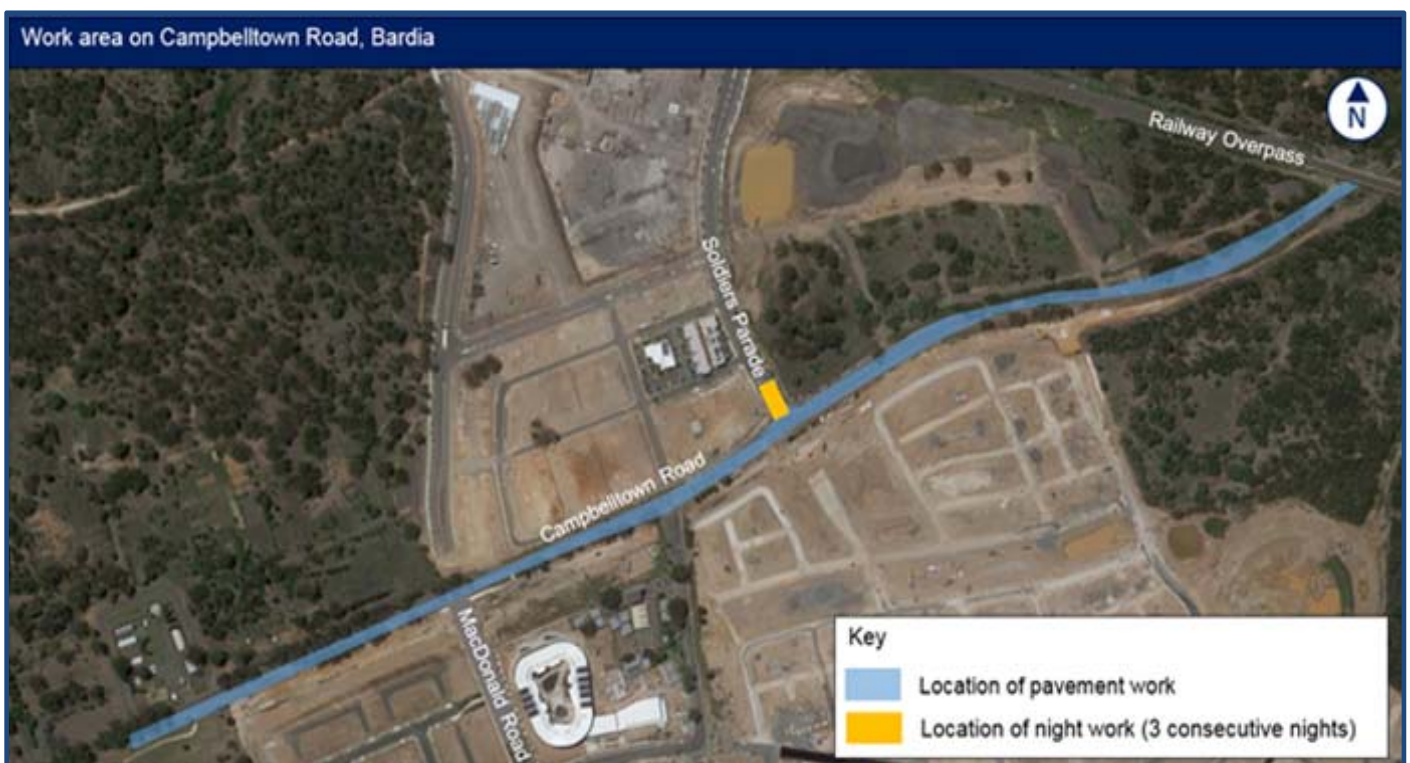 Work area on Campbelltown Road, Bardia
N
Railway Overpass
Soldiers Parade
Campbelltown Road
MacDonald Road
Key
Location of pavement work
Location of night work (3 consecutive nights)